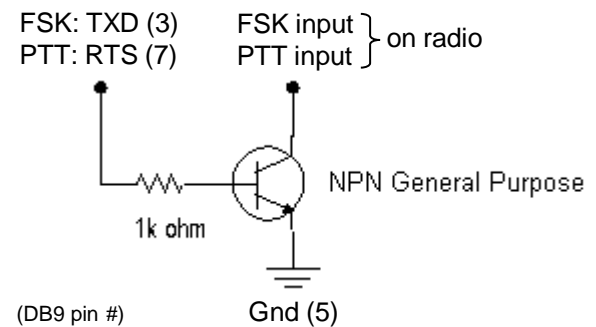 FSK: TXD (3)
PTT: RTS (7)
FSK input
PTT input
on radio
NPN General Purpose
1k ohm
(DB9 pin #)
Gnd (5)